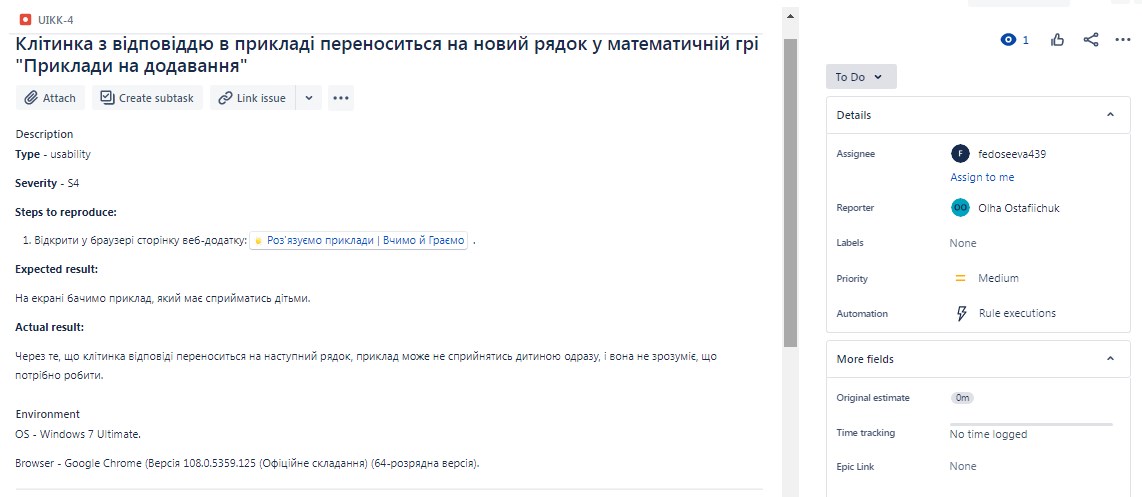 UIKK-4
Клітинка з відповіддю в прикладі переноситься на новий рядок у математичній грі
"Приклади на додавання"
Attach
Create subtask
Link issue
Description
Type - usability
Severity - S4
Steps to reproduce:
1. Відкрити у браузері сторінку веб-додатку: Роз'язуємо приклади | Вчимо й Граємо .
Expected result:
На екрані бачимо приклад, який має сприйматись дітьми.
Actual result:
Через те, що клітинка відповіді переноситься на наступний рядок, приклад може не сприйнятись дитиною одразу, і вона не зрозуміє, що
потрібно робити.
Environment
OS - Windows 7 Ultimate.
Browser - Google Chrome (Версія 108.0.5359.125 (Офіційне складання) (64-розрядна версія).
1
To Do
Details
Assignee
F fedoseeva439
Assign to me
Reporter
OO Olha Ostafiichuk
Labels
None
Priority
Medium
Automation
Rule executions
More fields
Original estimate
0m
Time tracking
No time logged
Epic Link
None